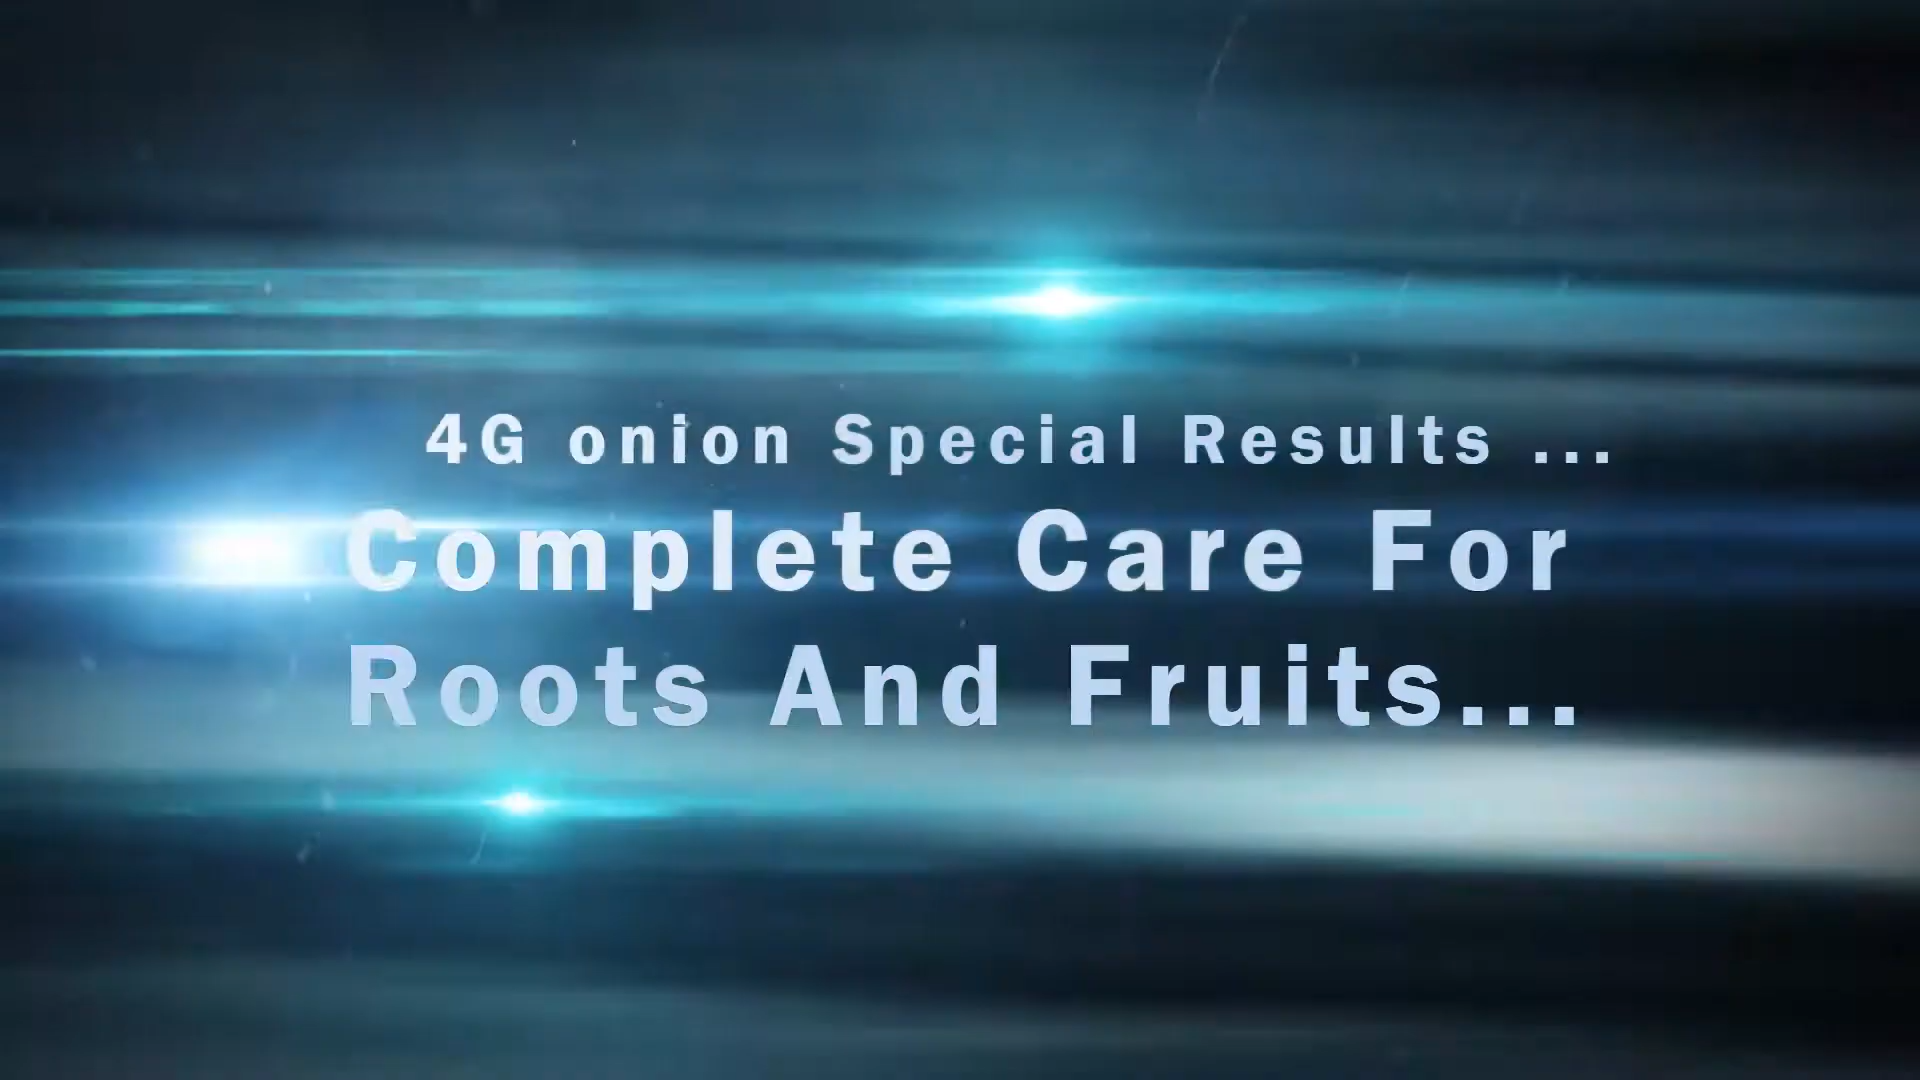 4G onion Special Results ...
Complete Care For
Roots And Fruits...